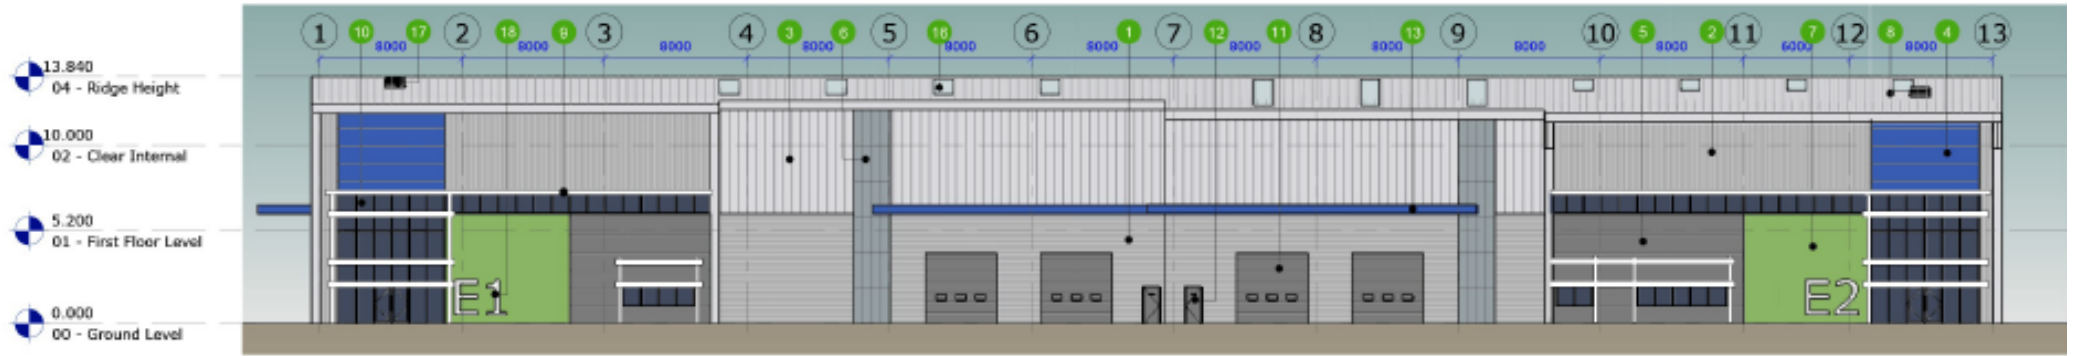 1 10 17 2 18 9 3 4 3 6 5 16 6 1 7 12 11 8 13 9 10 5 2 11 7 12 8 4 13
8000 8000 8000 8000 8000 8000 8000 8000 8000 8000 6000 8000
13.840
04 - Ridge Height
10.000
02 - Clear Internal
5.200
01 - First Floor Level
E1 E2
0.000
00 - Ground Level